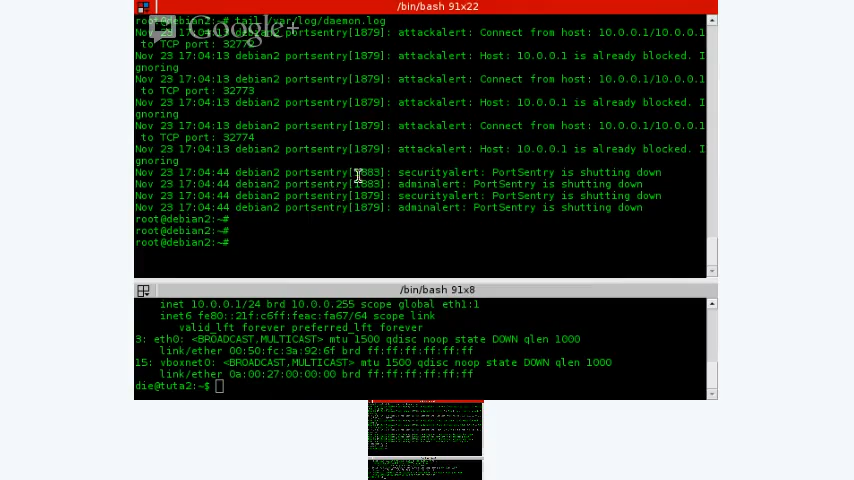 /bin/bash 91x22
root@debian2:~# tail /var/log/daemon.log
Google+
Nov 23 17:04:13 debian2 portsentry[1879]: attackalert: Connect from host: 10.0.0.1/10.0.0.1
to TCP port: 32772
Nov 23 17:04:13 debian2 portsentry[1879]: attackalert: Host: 10.0.0.1 is already blocked. I
gnoring
Nov 23 17:04:13 debian2 portsentry[1879]: attackalert: Connect from host: 10.0.0.1/10.0.0.1
to TCP port: 32773
Nov 23 17:04:13 debian2 portsentry[1879]: attackalert: Host: 10.0.0.1 is already blocked. I
gnoring
Nov 23 17:04:13 debian2 portsentry[1879]: attackalert: Connect from host: 10.0.0.1/10.0.0.1
to TCP port: 32774
Nov 23 17:04:13 debian2 portsentry[1879]: attackalert: Host: 10.0.0.1 is already blocked. I
gnoring
Nov 23 17:04:44 debian2 portsentry[1883]: securityalert: PortSentry is shutting down
Nov 23 17:04:44 debian2 portsentry[1883]: adminalert: PortSentry is shutting down
Nov 23 17:04:44 debian2 portsentry[1879]: securityalert: PortSentry is shutting down
Nov 23 17:04:44 debian2 portsentry[1879]: adminalert: PortSentry is shutting down
root@debian2:~#
root@debian2:~#
root@debian2:~#
/bin/bash 91x8
inet 10.0.0.1/24 brd 10.0.0.255 scope global eth1:1
inet6 fe80::21f:c6ff:feac:fa67/64 scope link
valid_lft forever preferred_lft forever
3: eth0: <BROADCAST,MULTICAST> mtu 1500 qdisc noop state DOWN qlen 1000
link/ether 00:50:fc:3a:92:6f brd ff:ff:ff:ff:ff:ff
15: vboxnet0: <BROADCAST,MULTICAST> mtu 1500 qdisc noop state DOWN qlen 1000
link/ether 0a:00:27:00:00:00 brd ff:ff:ff:ff:ff:ff
die@tuta2:~$